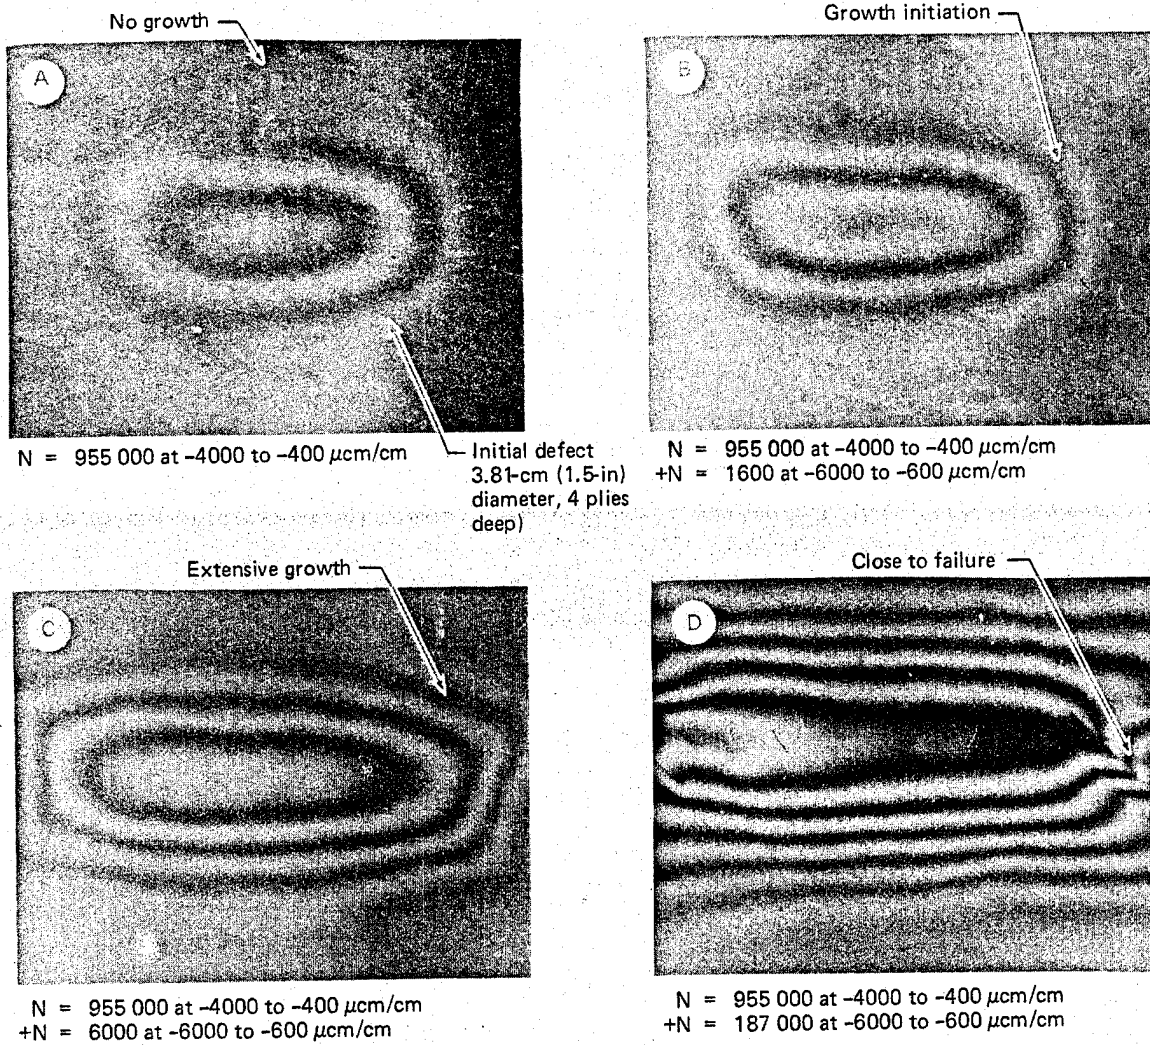 No growth
A
N = 955 000 at -4000 to -400 μcm/cm
Initial defect
3.81-cm (1.5-in)
diameter, 4 plies
deep)
Growth initiation
B
N = 955 000 at -4000 to -400 μcm/cm
+N = 1600 at -6000 to -600 μcm/cm
Extensive growth
C
N = 955 000 at -4000 to -400 μcm/cm
+N = 6000 at -6000 to -600 μcm/cm
Close to failure
D
N = 955 000 at -4000 to -400 μcm/cm
+N = 187 000 at -6000 to -600 μcm/cm